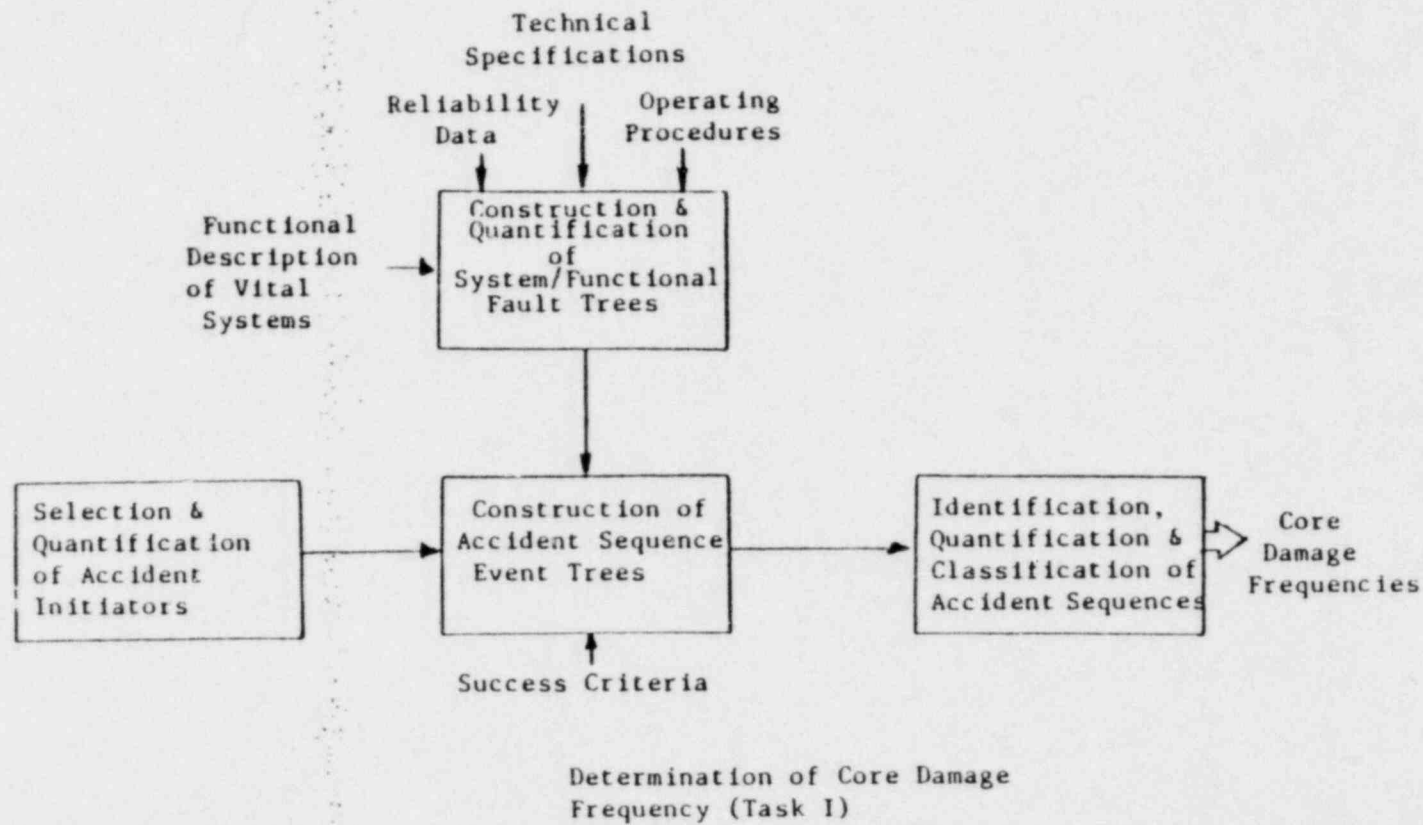 Technical
Specifications
Reliability
Data
Operating
Procedures
Functional
Description
of Vital
Systems
Construction &
Quantification
of
System/Functional
Fault Trees
Selection &
Quantification
of Accident
Initiators
Construction of
Accident Sequence
Event Trees
Identification,
Quantification &
Classification of
Accident Sequences
Core
Damage
Frequencies
Success Criteria
Determination of Core Damage
Frequency (Task I)